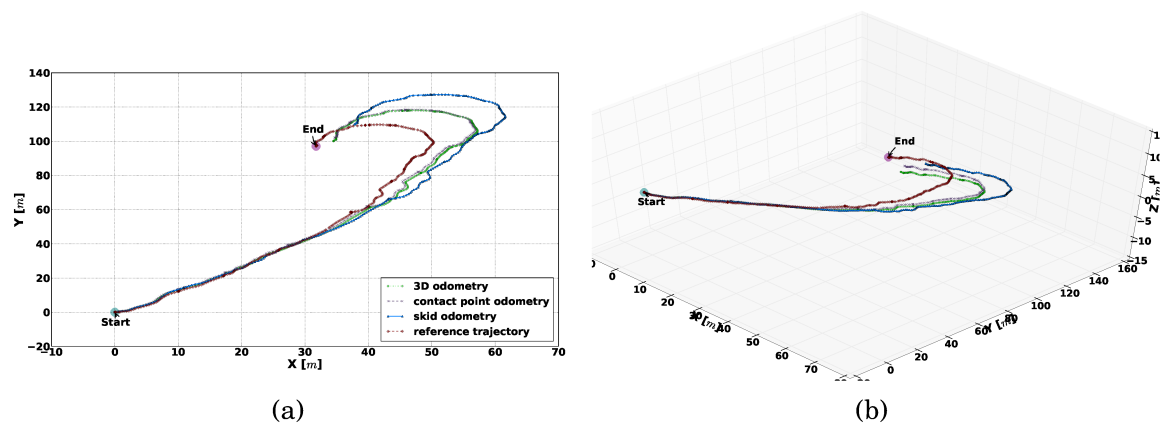 140
120
100
80
60
40
20
0
−20
Y [m]
−10 0 10 20 30 40 50 60 70
X [m]
End
Start
3D odometry
contact point odometry
skid odometry
reference trajectory
(a)
End
Start
0
10
20
30
40
50
60
70
X [m]
0
20
40
60
80
100
120
140
160
Y [m]
10
5
0
−5
−10
−15
Z [m]
(b)